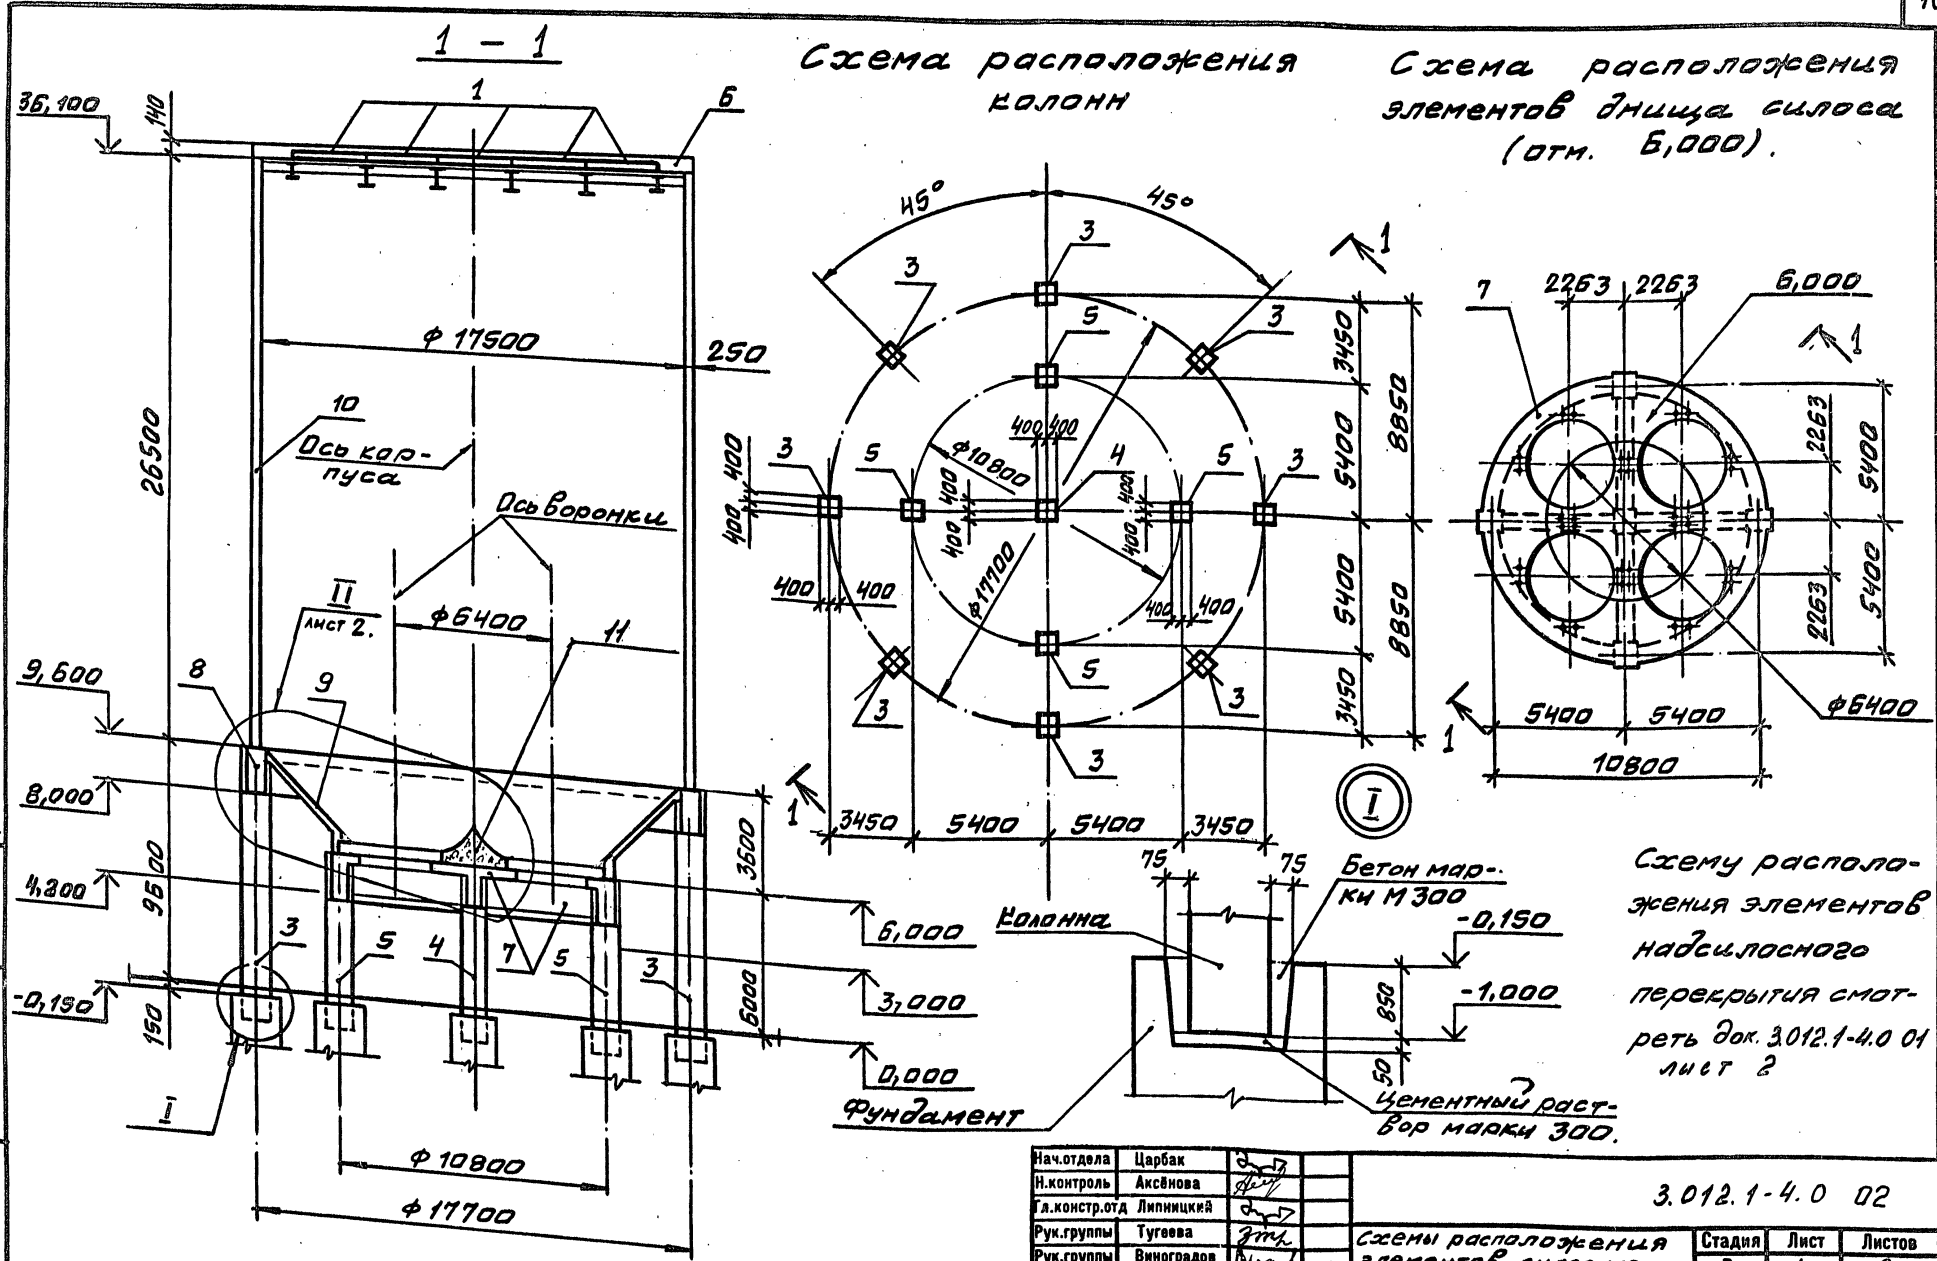 1 – 1
36,100
140
1
6
ф 17500
250
26500
10
Ось кор-
пуса
Ось воронки
II
лист 2.
ф6400
11
9,600
8
9
8,000
4,800
9600
3600
3
5
4
7
5
3
6,000
3,000
6000
-0,150
150
0,000
I
ф 10800
ф 17700
Схема расположения
колонн
45°
45°
3
3
3
5
3450
8850
400
400
400
3
5
ф10800
400
4
400
5
3
5400
400
400
400
400
400
ф17700
400
400
5400
8850
5
3
3
3450
3
1
3450
5400
5400
3450
Схема расположения
элементов днища силоса
(отм. 6,000).
1
7
2263
2263
6,000
1
2263
5400
2263
5400
5400
5400
ф6400
1
10800
I
75
75
Бетон мар-
ки М 300
Колонна
-0,150
-1,000
850
50
Фундамент
Цементный раст-
вор марки 300.
Схему располо-
жения элементов
надсилосного
перекрытия смот-
реть док. 3.012.1-4.0 01
лист 2
Нач.отдела Царбак
Н.контроль Аксёнова
Гл.констр.отд Липницкий
Рук.группы Тугеева
Рук.группы Виноградов
3.012.1-4.0 02
Схемы расположения
Стадия Лист Листов